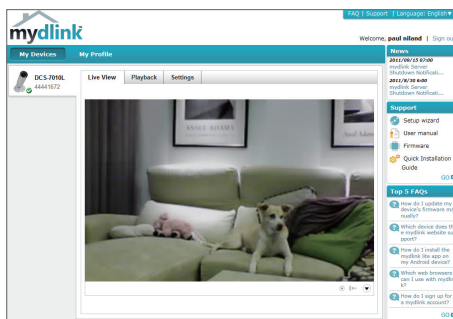 FAQ | Support | Language: English▼
mydlink
Welcome, paul niland | Sign ou
My Devices
My Profile
DCS-7010L
44441672
Live View
Playback
Settings
ANSEL ADAMS
News
2011/09/15 07:00
mydlink Server
Shutdown Notificati...
2011/8/30 6:00
mydlink Server
Shutdown Notificati...
Support
Setup wizard
User manual
Firmware
Quick Installation
Guide
GO
Top 5 FAQs
How do I update my
device's firmware ma
nually?
Which device does th
e mydlink website su
pport?
How do I install the
mydlink lite app on
my Android device?
Which web browsers
can I use with mydlin
k?
How do I sign up for
a mydlink account?
GO